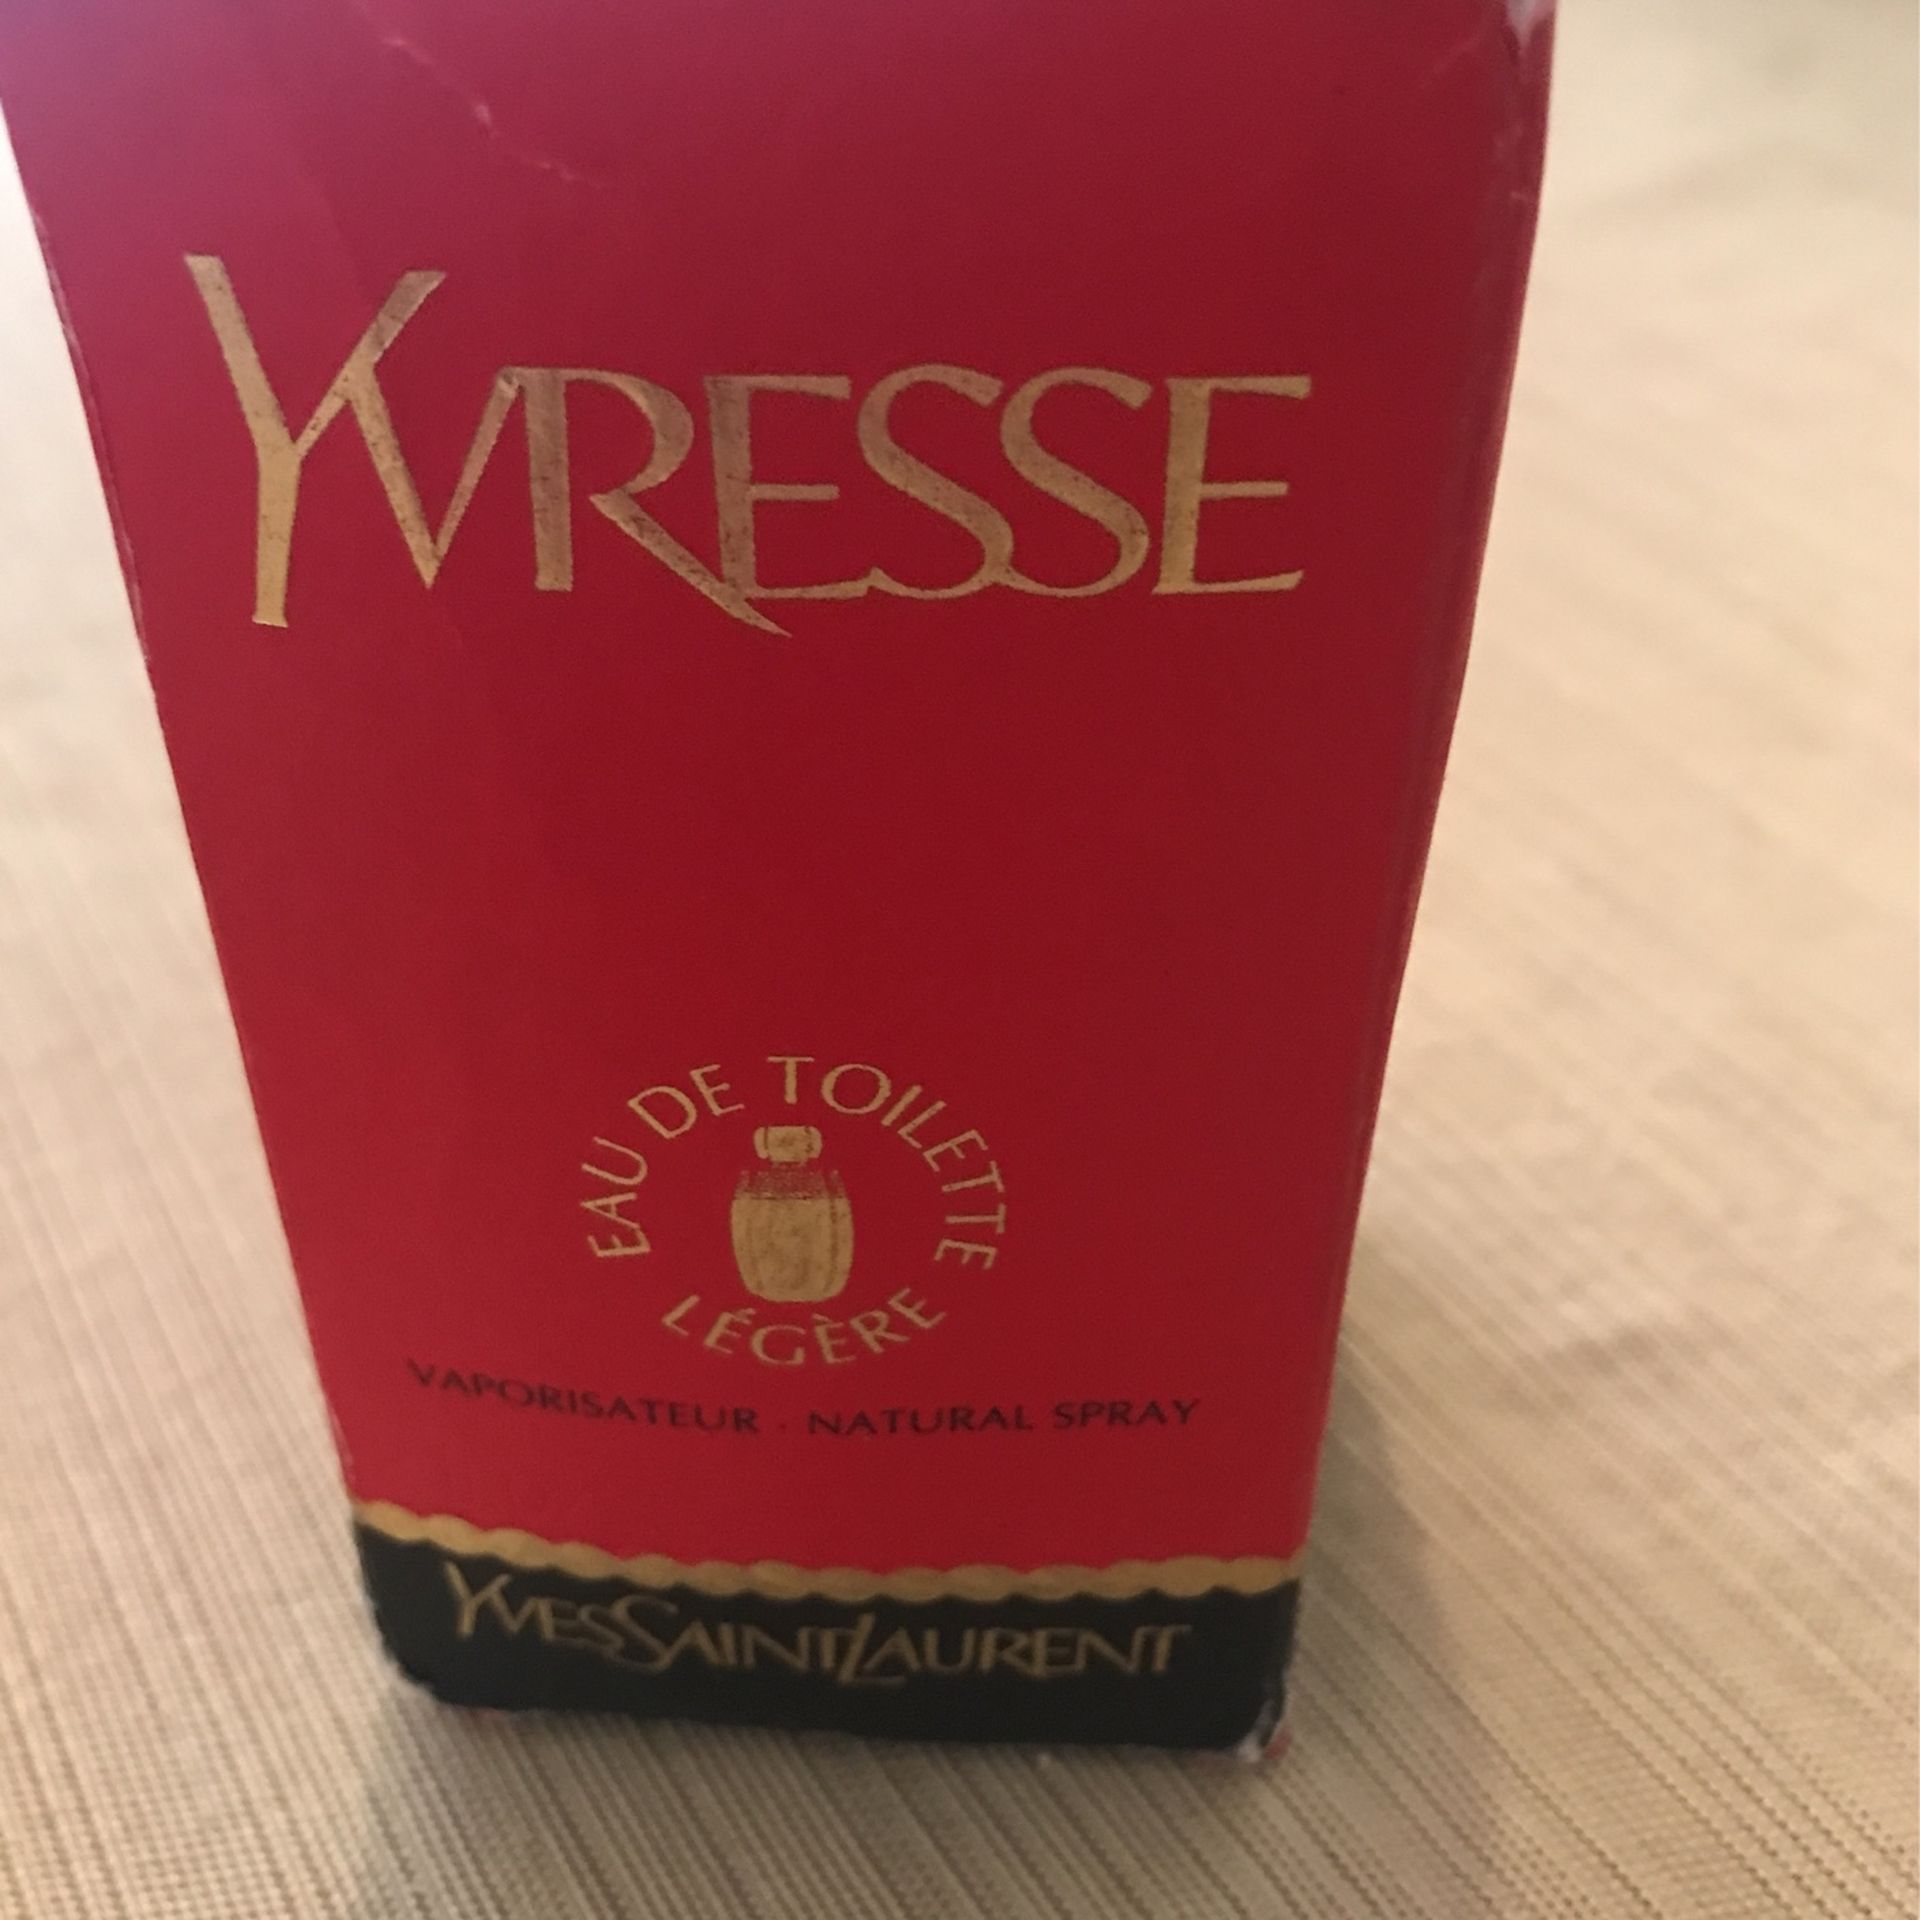 YVRESSE
EAU DE TOILETTE
LÉGÈRE
VAPORISATEUR · NATURAL SPRAY
YVESSAINTLAURENT